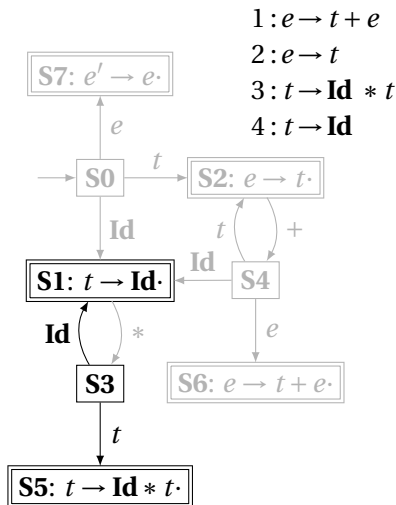 1 : e → t + e
2 : e → t
3 : t → Id * t
4 : t → Id
S7: e′ → e·
e
t
S0
S2: e → t·
Id
t
+
Id
S1: t → Id·
S4
Id
*
e
S3
S6: e → t + e·
t
S5: t → Id * t·